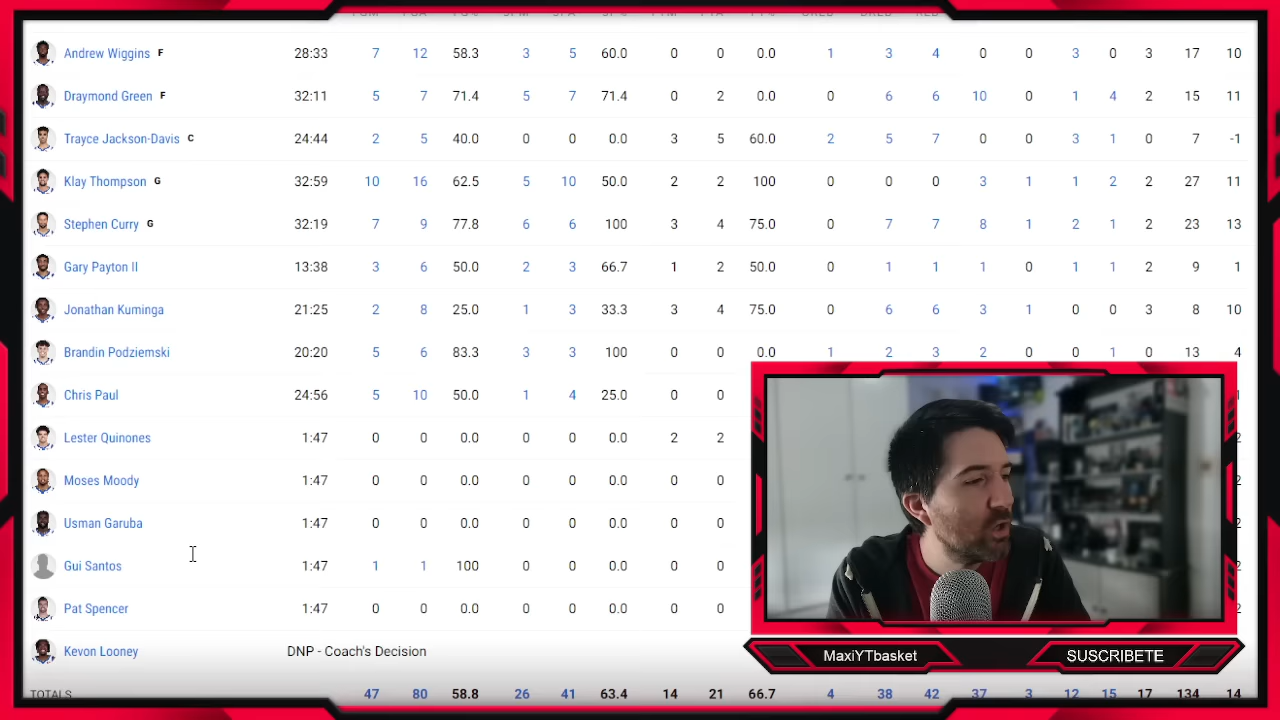 Andrew Wiggins F 28:33 7 12 58.3 3 5 60.0 0 0 0.0 1 3 4 0 0 3 0 3 17 10
Draymond Green F 32:11 5 7 71.4 5 7 71.4 0 2 0.0 0 6 6 10 0 1 4 2 15 11
Trayce Jackson-Davis C 24:44 2 5 40.0 0 0 0.0 3 5 60.0 2 5 7 0 0 3 1 0 7 -1
Klay Thompson G 32:59 10 16 62.5 5 10 50.0 2 2 100 0 0 0 3 1 1 2 2 27 11
Stephen Curry G 32:19 7 9 77.8 6 6 100 3 4 75.0 0 7 7 8 1 2 1 2 23 13
Gary Payton II 13:38 3 6 50.0 2 3 66.7 1 2 50.0 0 1 1 1 0 1 1 2 9 1
Jonathan Kuminga 21:25 2 8 25.0 1 3 33.3 3 4 75.0 0 6 6 3 1 0 0 3 8 10
Brandin Podziemski 20:20 5 6 83.3 3 3 100 0 0 0.0 1 2 3 2 0 0 1 0 13 4
Chris Paul 24:56 5 10 50.0 1 4 25.0 0 0
Lester Quinones 1:47 0 0 0.0 0 0 0.0 2 2
Moses Moody 1:47 0 0 0.0 0 0 0.0 0 0
Usman Garuba 1:47 0 0 0.0 0 0 0.0 0 0
Gui Santos 1:47 1 1 100 0 0 0.0 0 0
Pat Spencer 1:47 0 0 0.0 0 0 0.0 0 0
Kevon Looney DNP - Coach's Decision
TOTALS 47 80 58.8 26 41 63.4 14 21 66.7 4 38 42 37 3 12 15 17 134 14
MaxiYTbasket
SUSCRIBETE